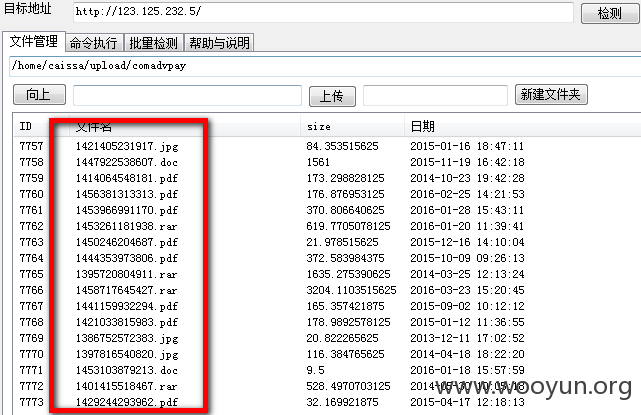 目标地址 http://123.125.232.5/ 检测
文件管理 命令执行 批量检测 帮助与说明
/home/caissa/upload/comadvpay
向上 上传 新建文件夹
ID 文件名 size 日期
7757 1421405231917.jpg 84.353515625 2015-01-16 18:47:11
7758 1447922538607.doc 1561 2015-11-19 16:42:18
7759 1414064548181.pdf 173.298828125 2014-10-23 19:42:28
7760 1456381313313.pdf 176.876953125 2016-02-25 14:21:53
7761 1453966991170.pdf 370.806640625 2016-01-28 15:43:11
7762 1453261181938.rar 619.7705078125 2016-01-20 11:39:41
7763 1450246204687.pdf 21.978515625 2015-12-16 14:10:04
7764 1444353973806.pdf 372.583984375 2015-10-09 09:26:13
7765 1395720804911.rar 1635.275390625 2014-03-25 12:13:24
7766 1458717645427.rar 3204.1103515625 2016-03-23 15:20:45
7767 1441159932294.pdf 165.357421875 2015-09-02 10:12:12
7768 1421033815983.pdf 178.9892578125 2015-01-12 11:36:55
7769 1386752572383.jpg 20.822265625 2013-12-11 17:02:52
7770 1397816540820.jpg 116.384765625 2014-04-18 18:22:20
7771 1453103879213.doc 9.5 2016-01-18 15:57:59
7772 1401415518467.rar 528.4970703125 2014-05-30 10:05:18
7773 1429244293962.pdf 32.169921875 2015-04-17 12:18:13
www.wooyun.org